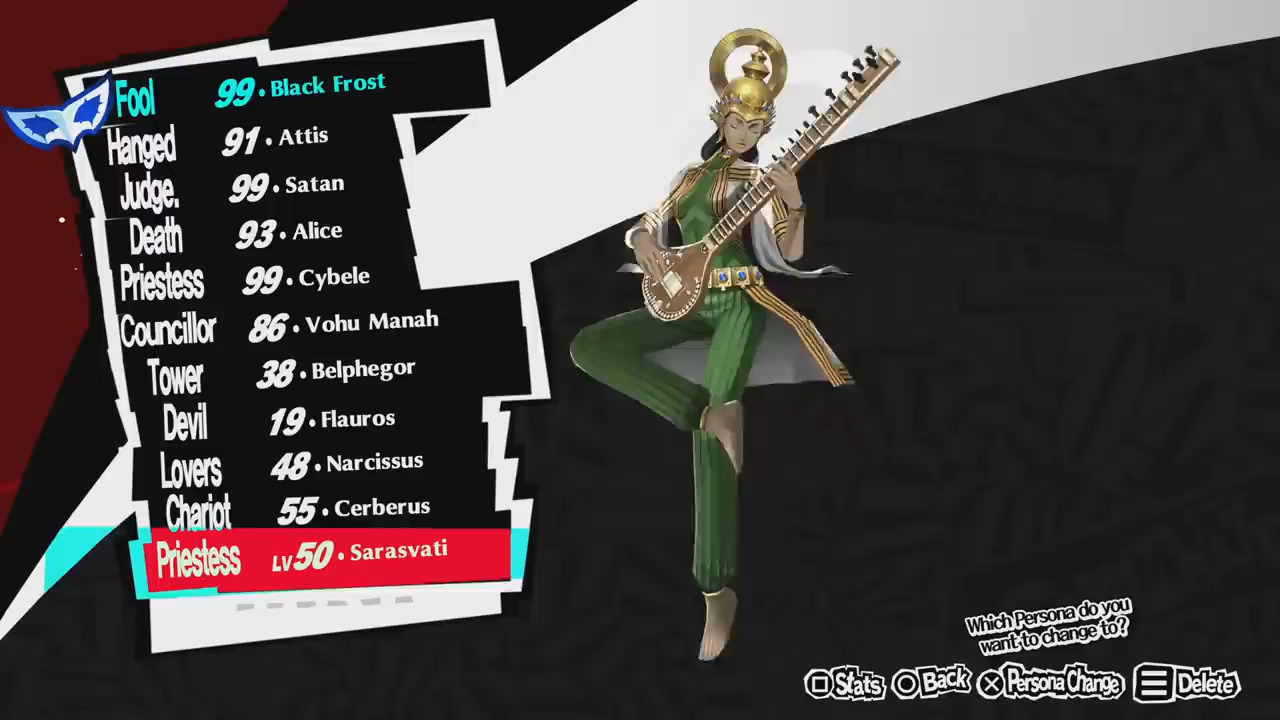 Fool 99 • Black Frost
Hanged 91 • Attis
Judge. 99 • Satan
Death 93 • Alice
Priestess 99 • Cybele
Councillor 86 • Vohu Manah
Tower 38 • Belphegor
Devil 19 • Flauros
Lovers 48 • Narcissus
Chariot 55 • Cerberus
Priestess LV50 • Sarasvati
Which Persona do you
want to change to?
Stats Back Persona Change Delete